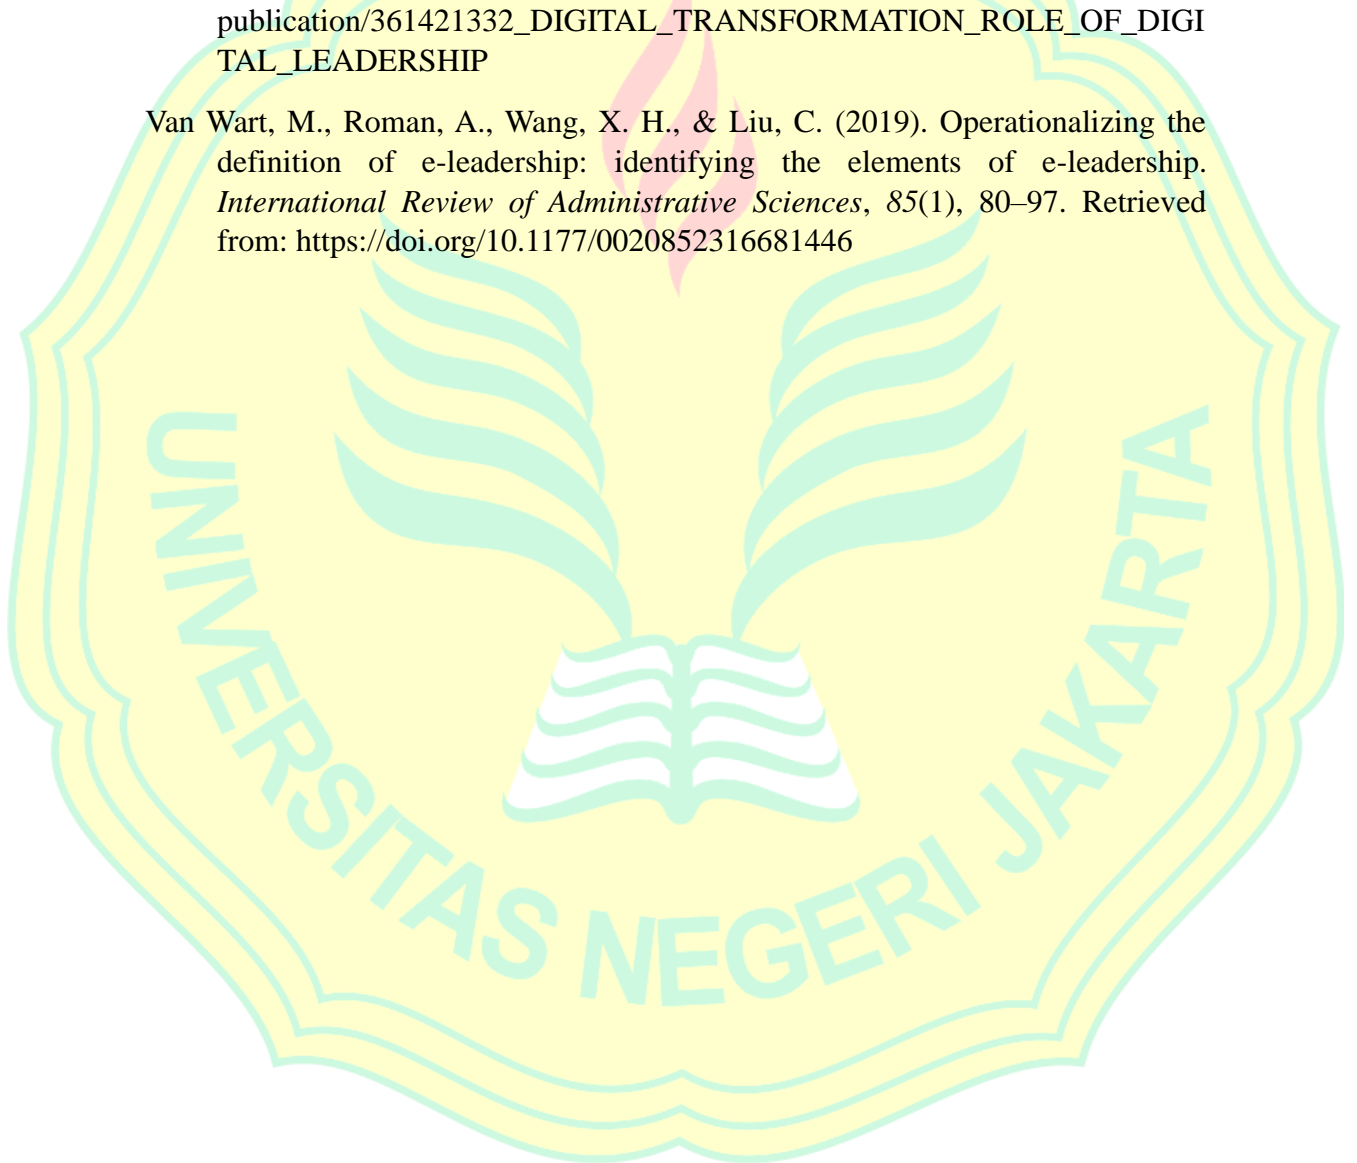 publication/361421332_DIGITAL_TRANSFORMATION_ROLE_OF_DIGI
TAL_LEADERSHIP
Van Wart, M., Roman, A., Wang, X. H., & Liu, C. (2019). Operationalizing the
definition of e-leadership: identifying the elements of e-leadership.
International Review of Administrative Sciences, 85(1), 80–97. Retrieved
from: https://doi.org/10.1177/0020852316681446
UNIVERSITAS NEGERI JAKARTA